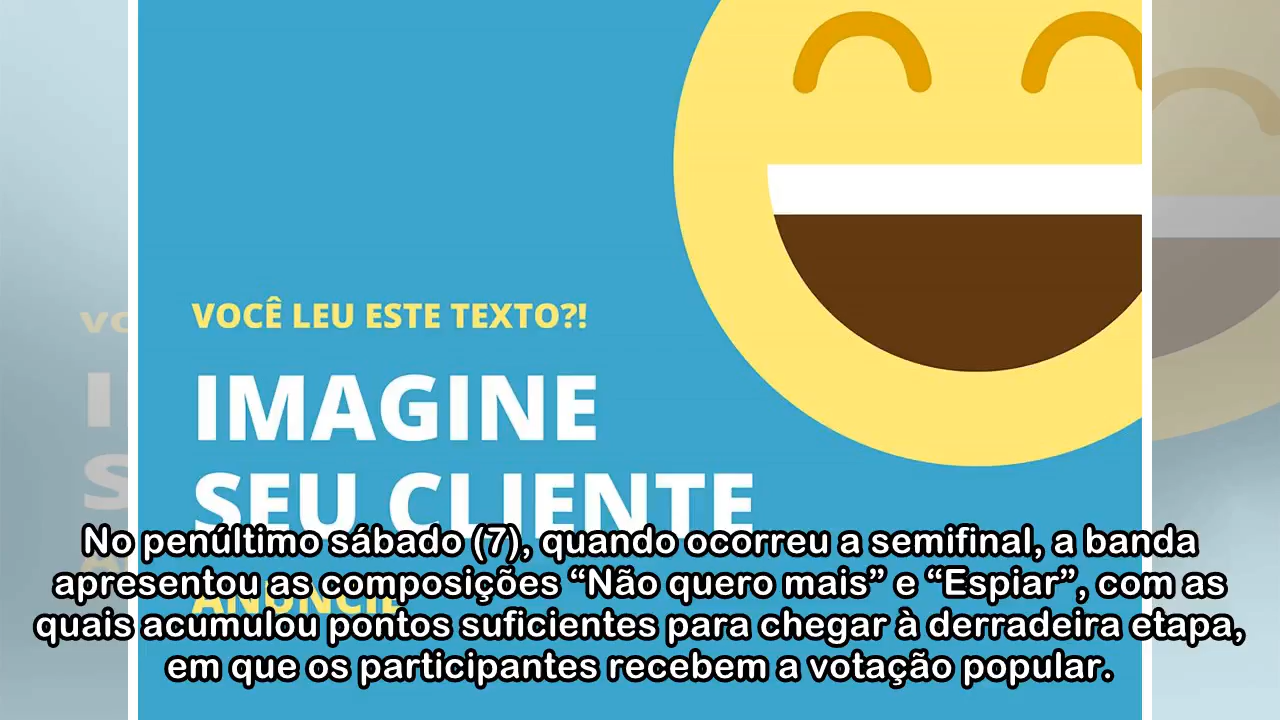 VOCÊ LEU ESTE TEXTO?!
IMAGINE
SEU CLIENTE
ANUNCIE
No penúltimo sábado (7), quando ocorreu a semifinal, a banda
apresentou as composições “Não quero mais” e “Espiar”, com as
quais acumulou pontos suficientes para chegar à derradeira etapa,
em que os participantes recebem a votação popular.